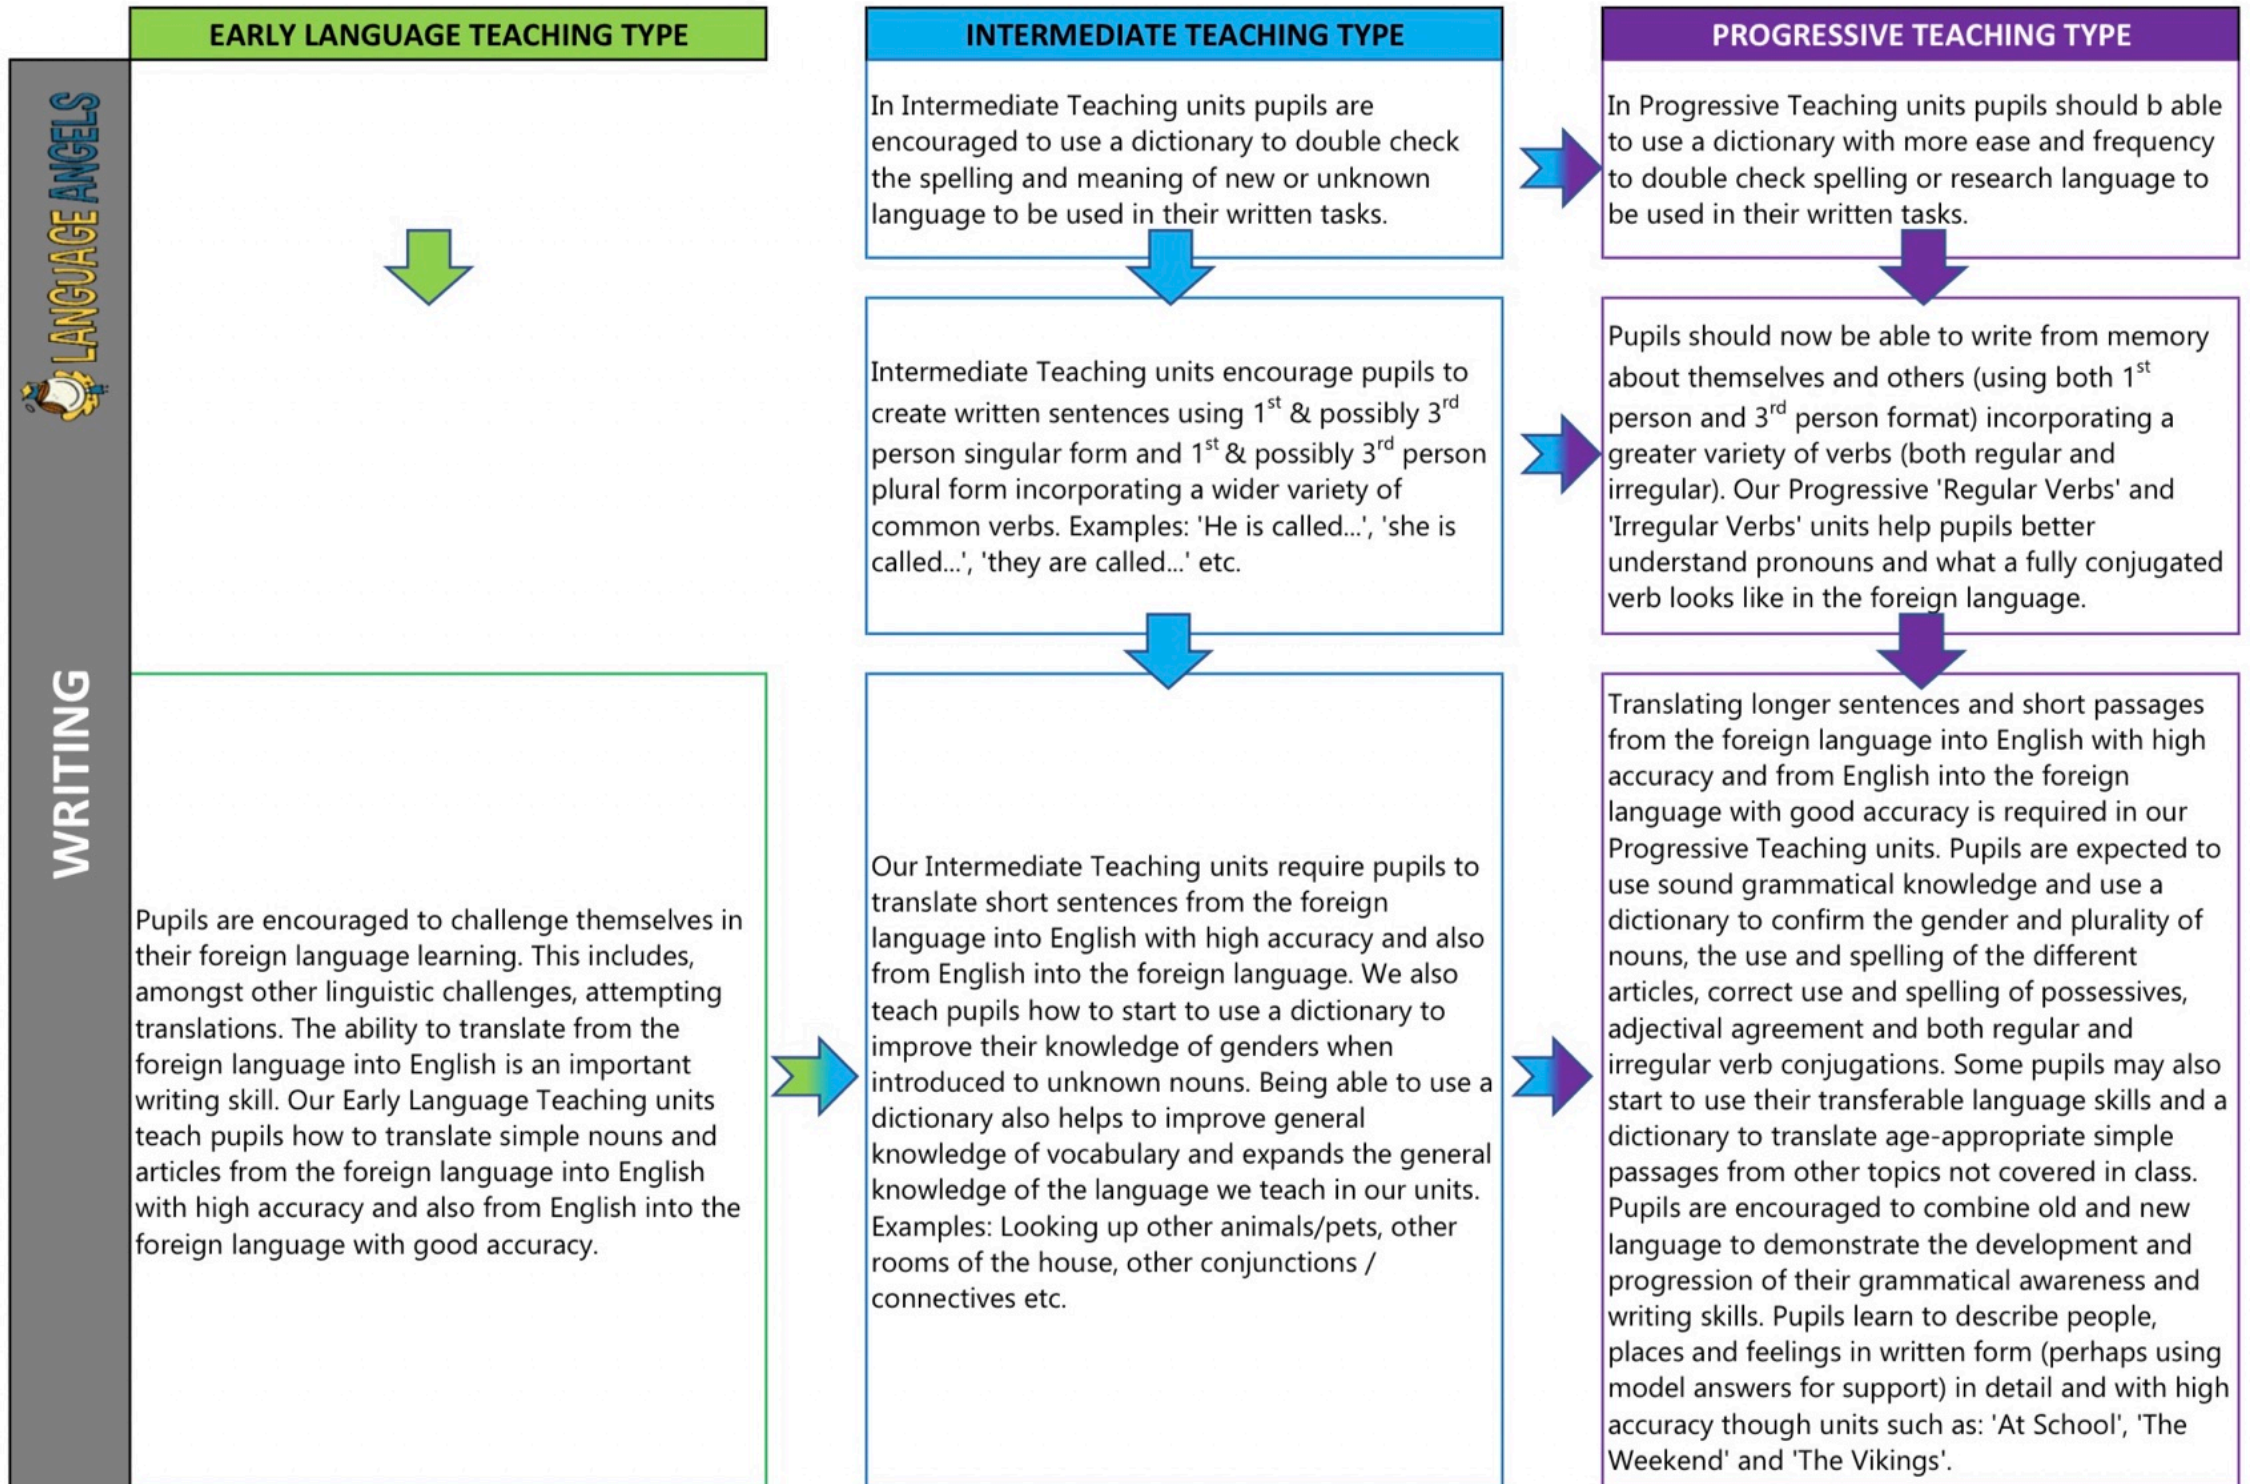 EARLY LANGUAGE TEACHING TYPE
INTERMEDIATE TEACHING TYPE
PROGRESSIVE TEACHING TYPE
LANGUAGE ANGELS
WRITING
In Intermediate Teaching units pupils are
encouraged to use a dictionary to double check
the spelling and meaning of new or unknown
language to be used in their written tasks.
In Progressive Teaching units pupils should b able
to use a dictionary with more ease and frequency
to double check spelling or research language to
be used in their written tasks.
Intermediate Teaching units encourage pupils to
create written sentences using 1st & possibly 3rd
person singular form and 1st & possibly 3rd person
plural form incorporating a wider variety of
common verbs. Examples: 'He is called...', 'she is
called...', 'they are called...' etc.
Pupils should now be able to write from memory
about themselves and others (using both 1st
person and 3rd person format) incorporating a
greater variety of verbs (both regular and
irregular). Our Progressive 'Regular Verbs' and
'Irregular Verbs' units help pupils better
understand pronouns and what a fully conjugated
verb looks like in the foreign language.
Pupils are encouraged to challenge themselves in
their foreign language learning. This includes,
amongst other linguistic challenges, attempting
translations. The ability to translate from the
foreign language into English is an important
writing skill. Our Early Language Teaching units
teach pupils how to translate simple nouns and
articles from the foreign language into English
with high accuracy and also from English into the
foreign language with good accuracy.
Our Intermediate Teaching units require pupils to
translate short sentences from the foreign
language into English with high accuracy and also
from English into the foreign language. We also
teach pupils how to start to use a dictionary to
improve their knowledge of genders when
introduced to unknown nouns. Being able to use a
dictionary also helps to improve general
knowledge of vocabulary and expands the general
knowledge of the language we teach in our units.
Examples: Looking up other animals/pets, other
rooms of the house, other conjunctions /
connectives etc.
Translating longer sentences and short passages
from the foreign language into English with high
accuracy and from English into the foreign
language with good accuracy is required in our
Progressive Teaching units. Pupils are expected to
use sound grammatical knowledge and use a
dictionary to confirm the gender and plurality of
nouns, the use and spelling of the different
articles, correct use and spelling of possessives,
adjectival agreement and both regular and
irregular verb conjugations. Some pupils may also
start to use their transferable language skills and a
dictionary to translate age-appropriate simple
passages from other topics not covered in class.
Pupils are encouraged to combine old and new
language to demonstrate the development and
progression of their grammatical awareness and
writing skills. Pupils learn to describe people,
places and feelings in written form (perhaps using
model answers for support) in detail and with high
accuracy though units such as: 'At School', 'The
Weekend' and 'The Vikings'.